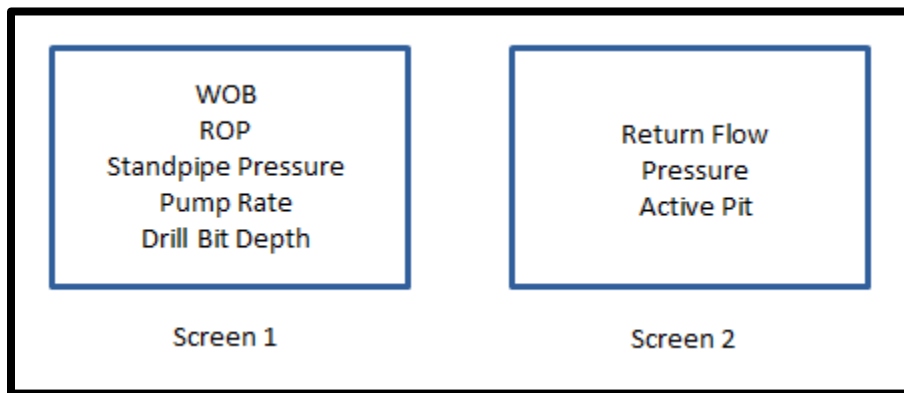 WOB
ROP
Standpipe Pressure
Pump Rate
Drill Bit Depth
Screen 1
Return Flow
Pressure
Active Pit
Screen 2